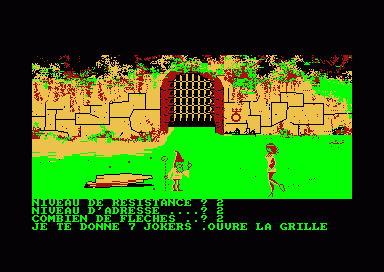 NIVEAU DE RESISTANCE ? 2
NIVEAU D'ADRESSE ....? 2
COMBIEN DE FLECHES ..? 2
JE TE DONNE 7 JOKERS .OUVRE LA GRILLE